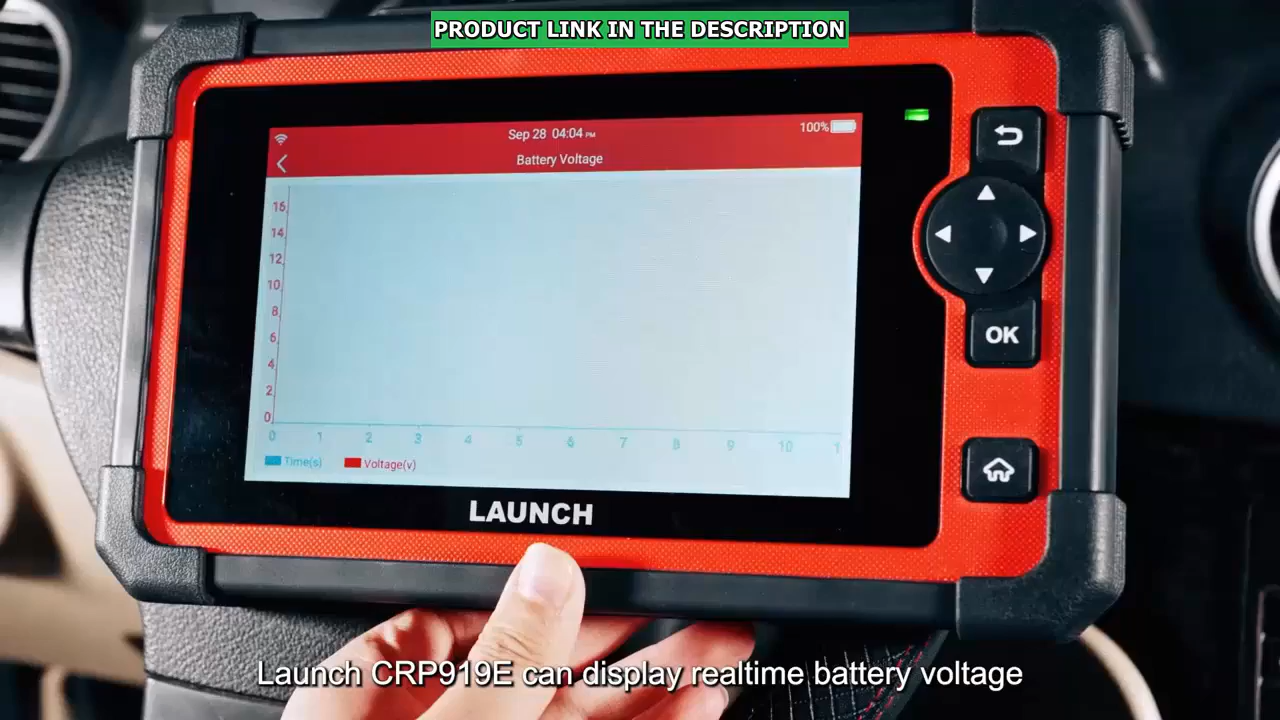 PRODUCT LINK IN THE DESCRIPTION
Sep 28 04:04 PM
100%
Battery Voltage
16
14
12
10
8
6
4
2
0
0 1 2 3 4 5 6 7 8 9 10
Time(s) Voltage(v)
OK
LAUNCH
Launch CRP919E can display realtime battery voltage